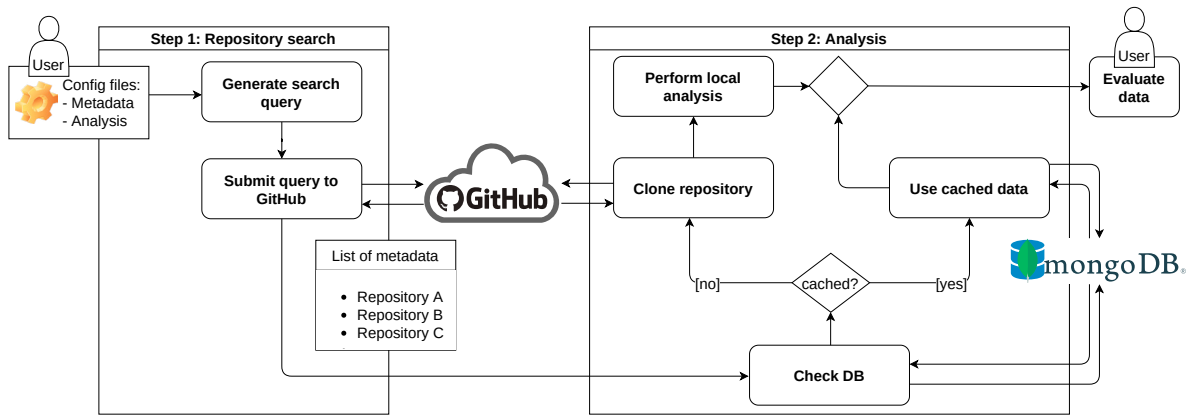 Step 1: Repository search
User
Config files:
- Metadata
- Analysis
Generate search
query
Submit query to
GitHub
GitHub
List of metadata
• Repository A
• Repository B
• Repository C
Step 2: Analysis
Perform local
analysis
Clone repository
Use cached data
[no]
cached?
[yes]
Check DB
mongoDB®
User
Evaluate
data